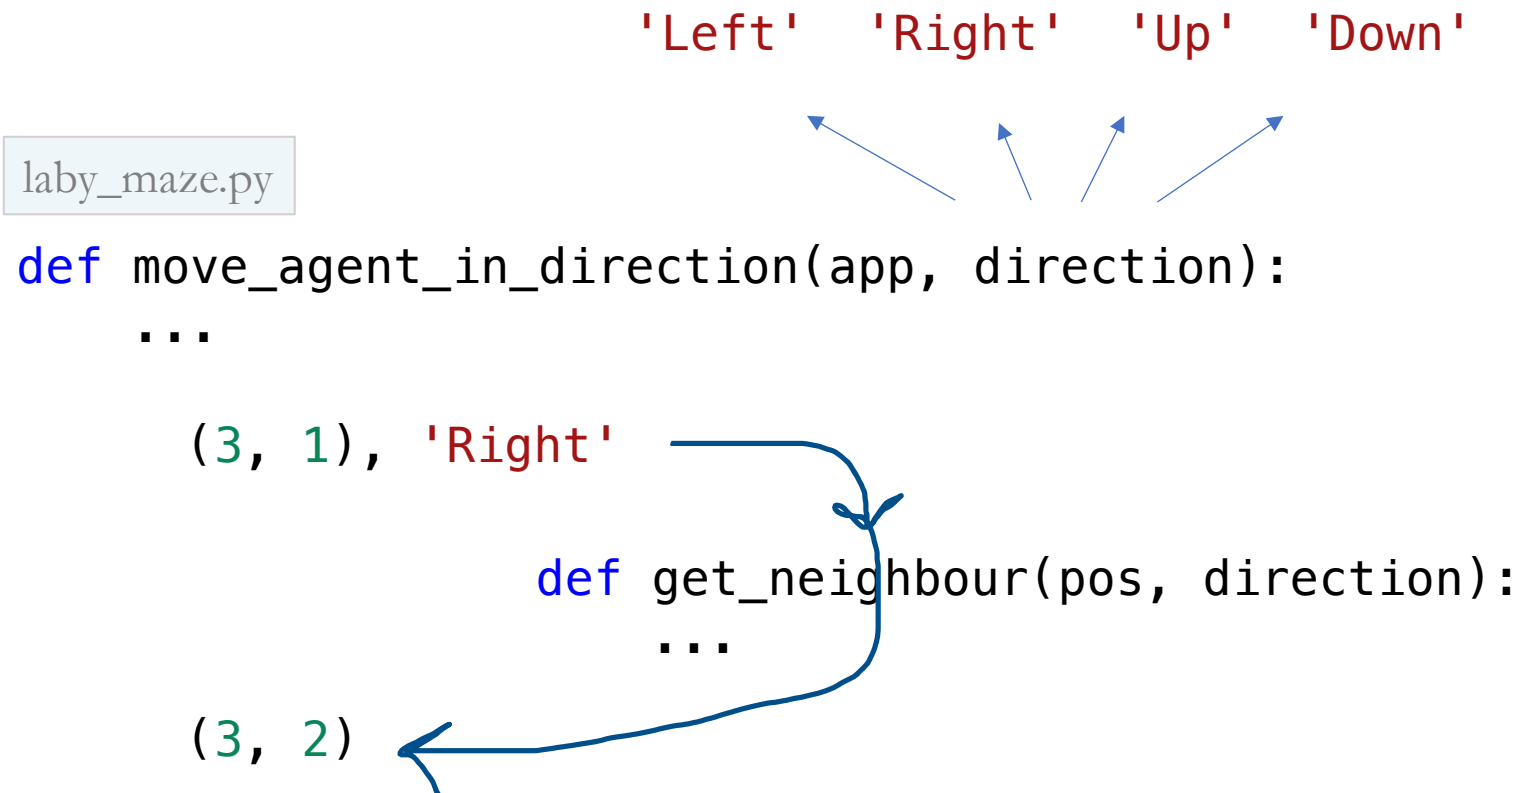 'Left' 'Right' 'Up' 'Down'
laby_maze.py
def move_agent_in_direction(app, direction):
...
(3, 1), 'Right'
def get_neighbour(pos, direction):
...
(3, 2)